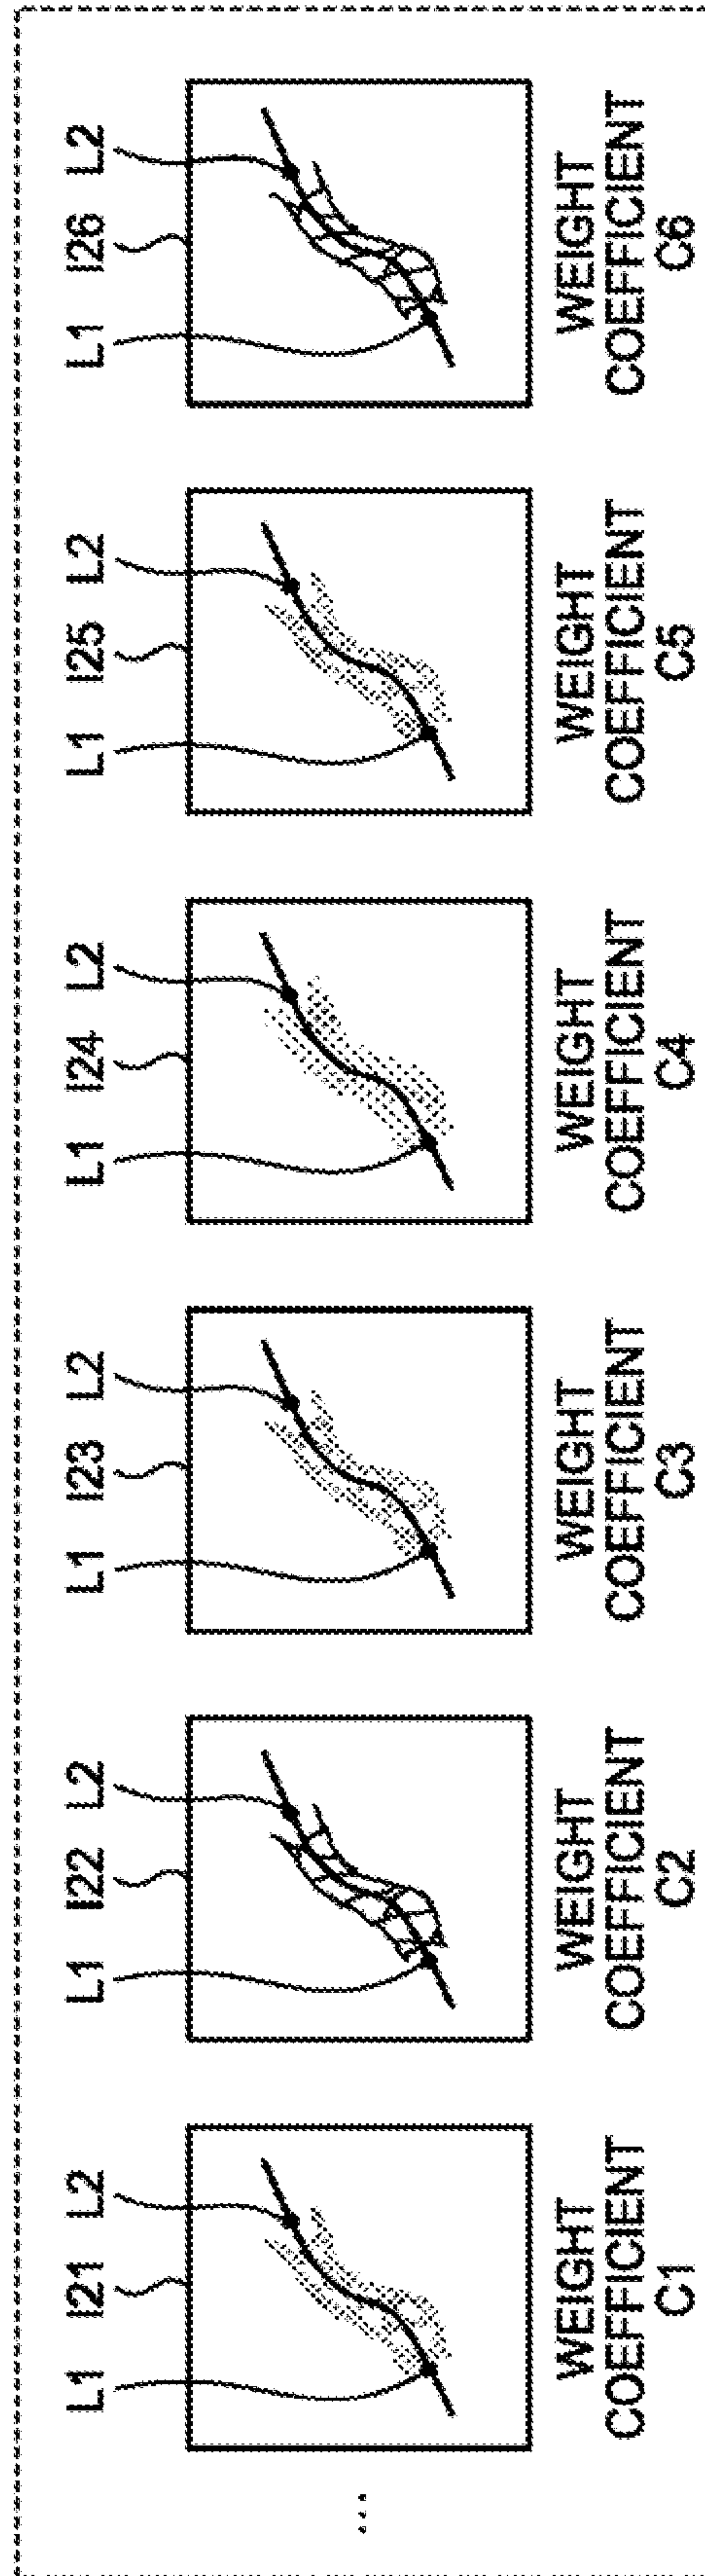 ...
L1 I21 L2
WEIGHT
COEFFICIENT
C1
L1 I22 L2
WEIGHT
COEFFICIENT
C2
L1 I23 L2
WEIGHT
COEFFICIENT
C3
L1 I24 L2
WEIGHT
COEFFICIENT
C4
L1 I25 L2
WEIGHT
COEFFICIENT
C5
L1 I26 L2
WEIGHT
COEFFICIENT
C6